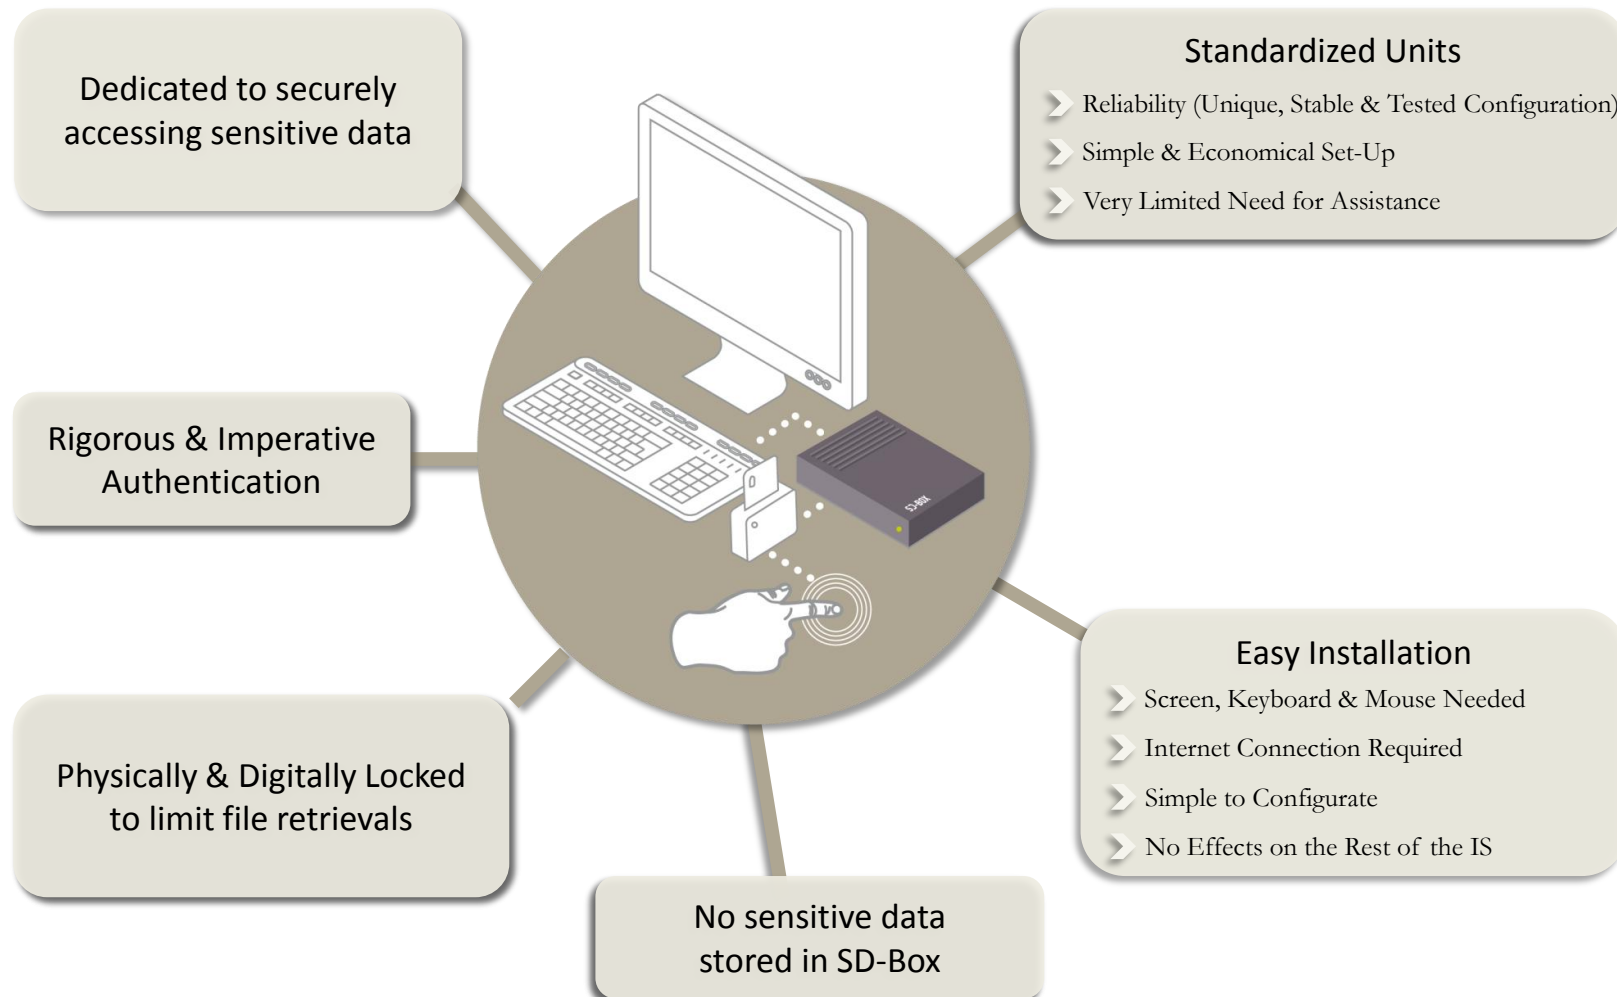 Dedicated to securely
accessing sensitive data
Standardized Units
Reliability (Unique, Stable & Tested Configuration)
Simple & Economical Set-Up
Very Limited Need for Assistance
Rigorous & Imperative
Authentication
SD-BOX
Easy Installation
Screen, Keyboard & Mouse Needed
Internet Connection Required
Simple to Configurate
No Effects on the Rest of the IS
Physically & Digitally Locked
to limit file retrievals
No sensitive data
stored in SD-Box